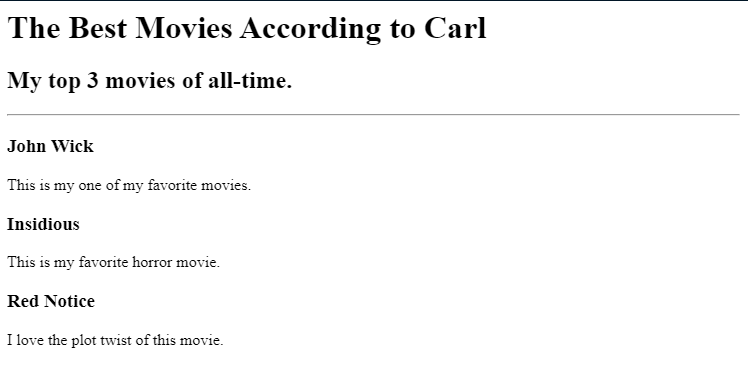 The Best Movies According to Carl
My top 3 movies of all-time.
John Wick
This is my one of my favorite movies.
Insidious
This is my favorite horror movie.
Red Notice
I love the plot twist of this movie.